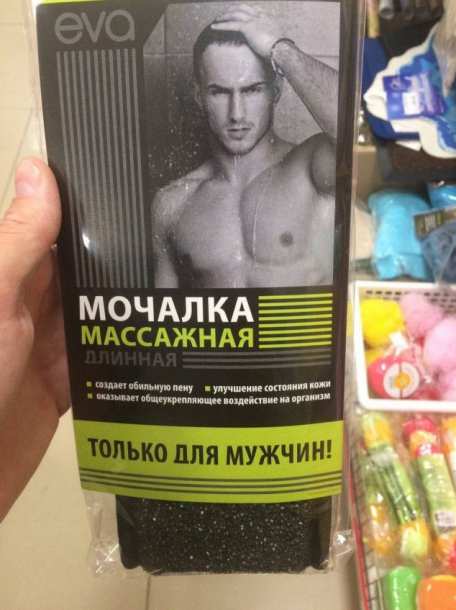 eva
МОЧАЛКА
МАССАЖНАЯ
ДЛИННАЯ
создает обильную пену улучшение состояния кожи
оказывает общеукрепляющее воздействие на организм
ТОЛЬКО ДЛЯ МУЖЧИН!